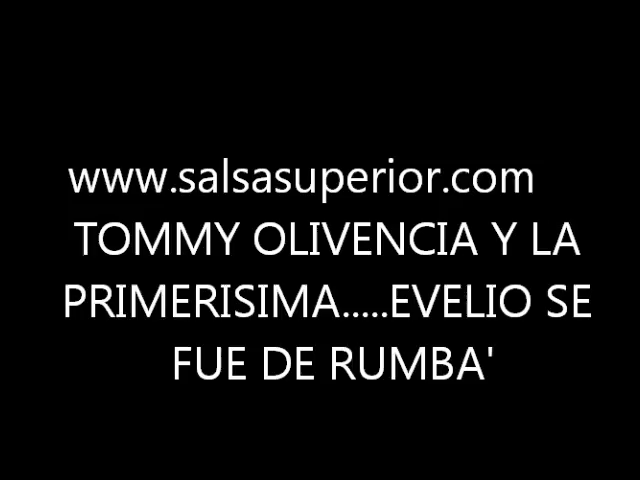 www.salsasuperior.com
TOMMY OLIVENCIA Y LA
PRIMERISIMA.....EVELIO SE
FUE DE RUMBA'